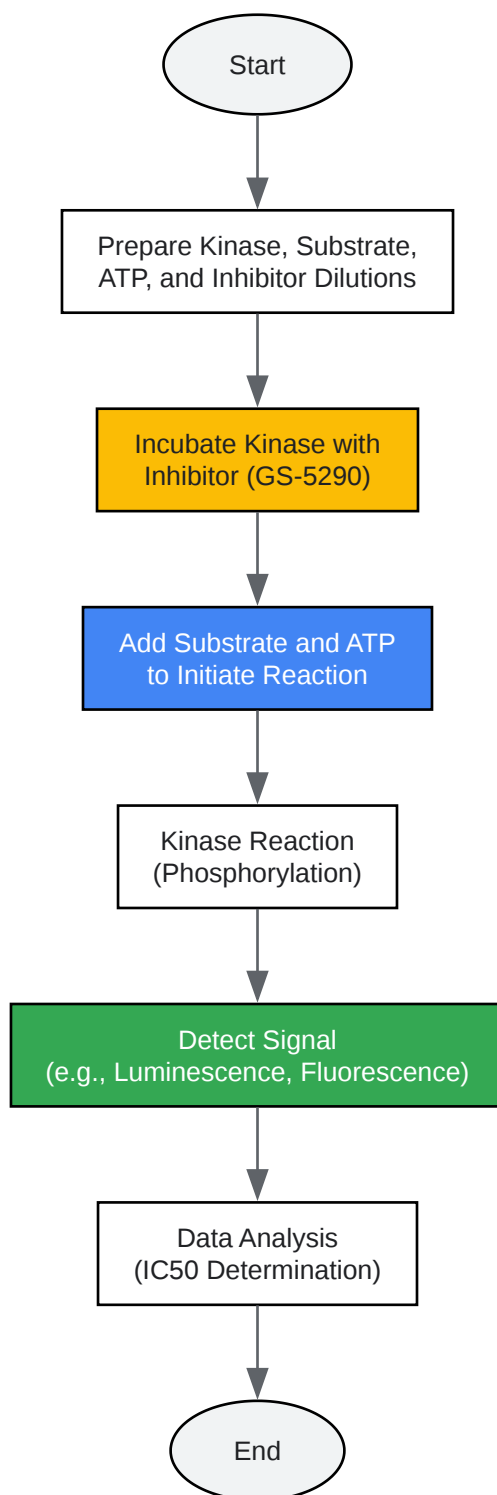 Start
Prepare Kinase, Substrate,
ATP, and Inhibitor Dilutions
Incubate Kinase with
Inhibitor (GS-5290)
Add Substrate and ATP
to Initiate Reaction
Kinase Reaction
(Phosphorylation)
Detect Signal
(e.g., Luminescence, Fluorescence)
Data Analysis
(IC50 Determination)
End